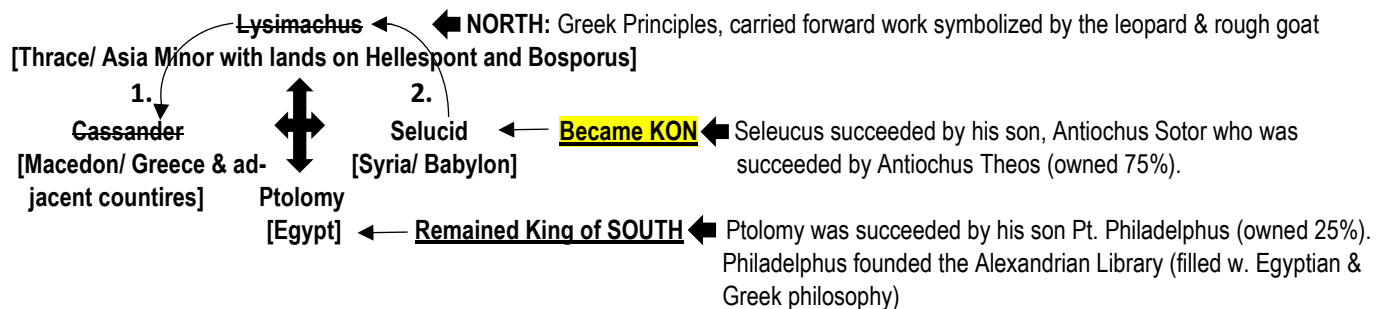 Lysimachus NORTH: Greek Principles, carried forward work symbolized by the leopard & rough goat
[Thrace/ Asia Minor with lands on Hellespont and Bosporus]
1. 2.
Cassander Selucid Became KON Seleucus succeeded by his son, Antiochus Sotor who was
[Macedon/ Greece & ad- [Syria/ Babylon] succeeded by Antiochus Theos (owned 75%).
jacent countires] Ptolomy
[Egypt] Remained King of SOUTH Ptolomy was succeeded by his son Pt. Philadelphus (owned 25%).
Philadelphus founded the Alexandrian Library (filled w. Egyptian &
Greek philosophy)